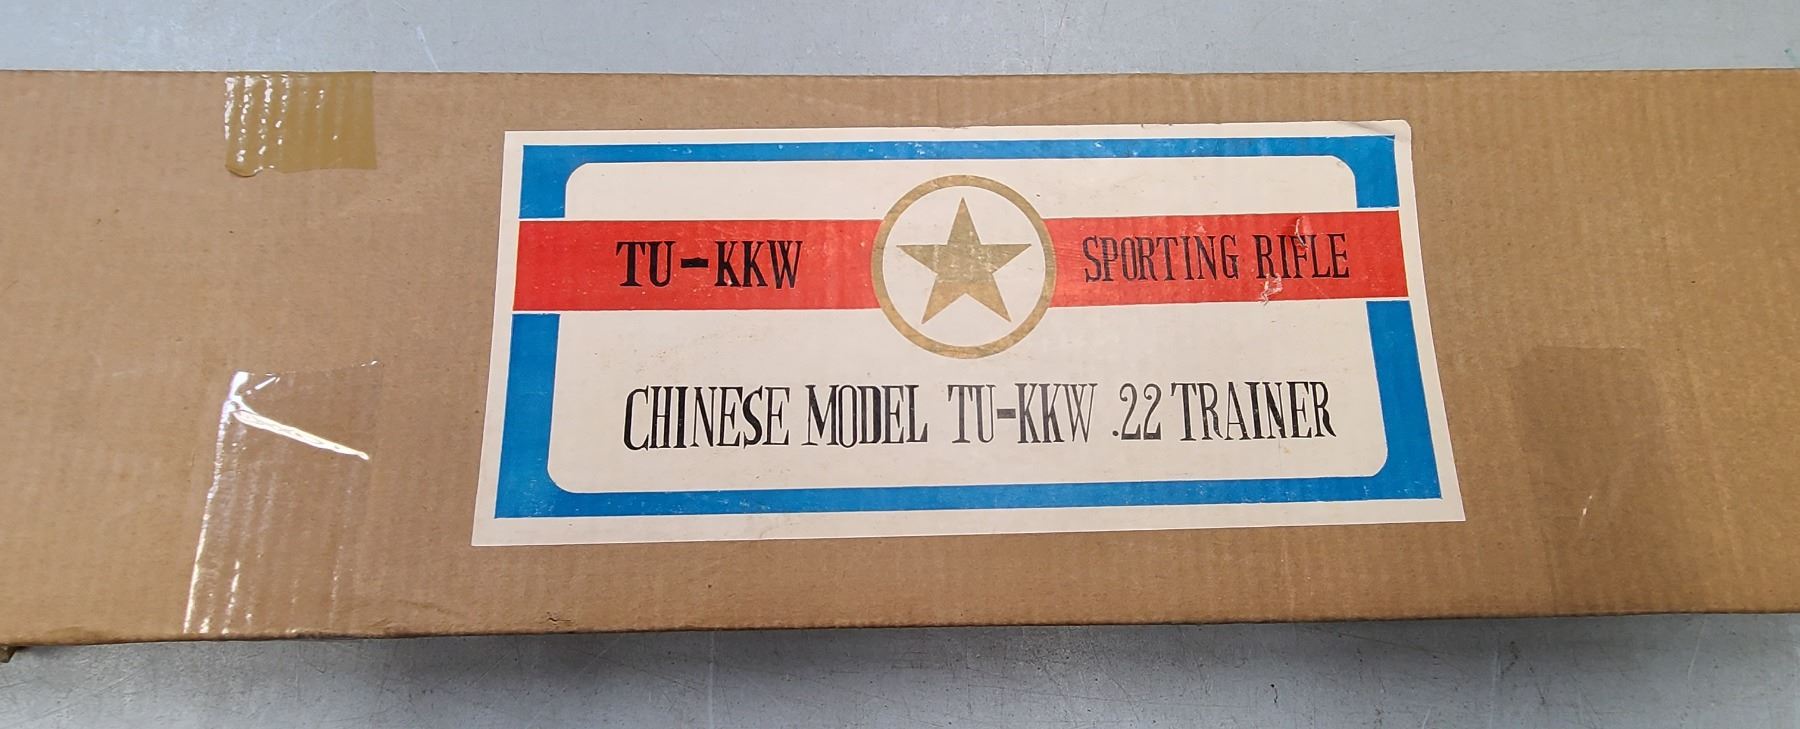 TU-KKW SPORTING RIFLE
CHINESE MODEL TU-KKW .22 TRAINER